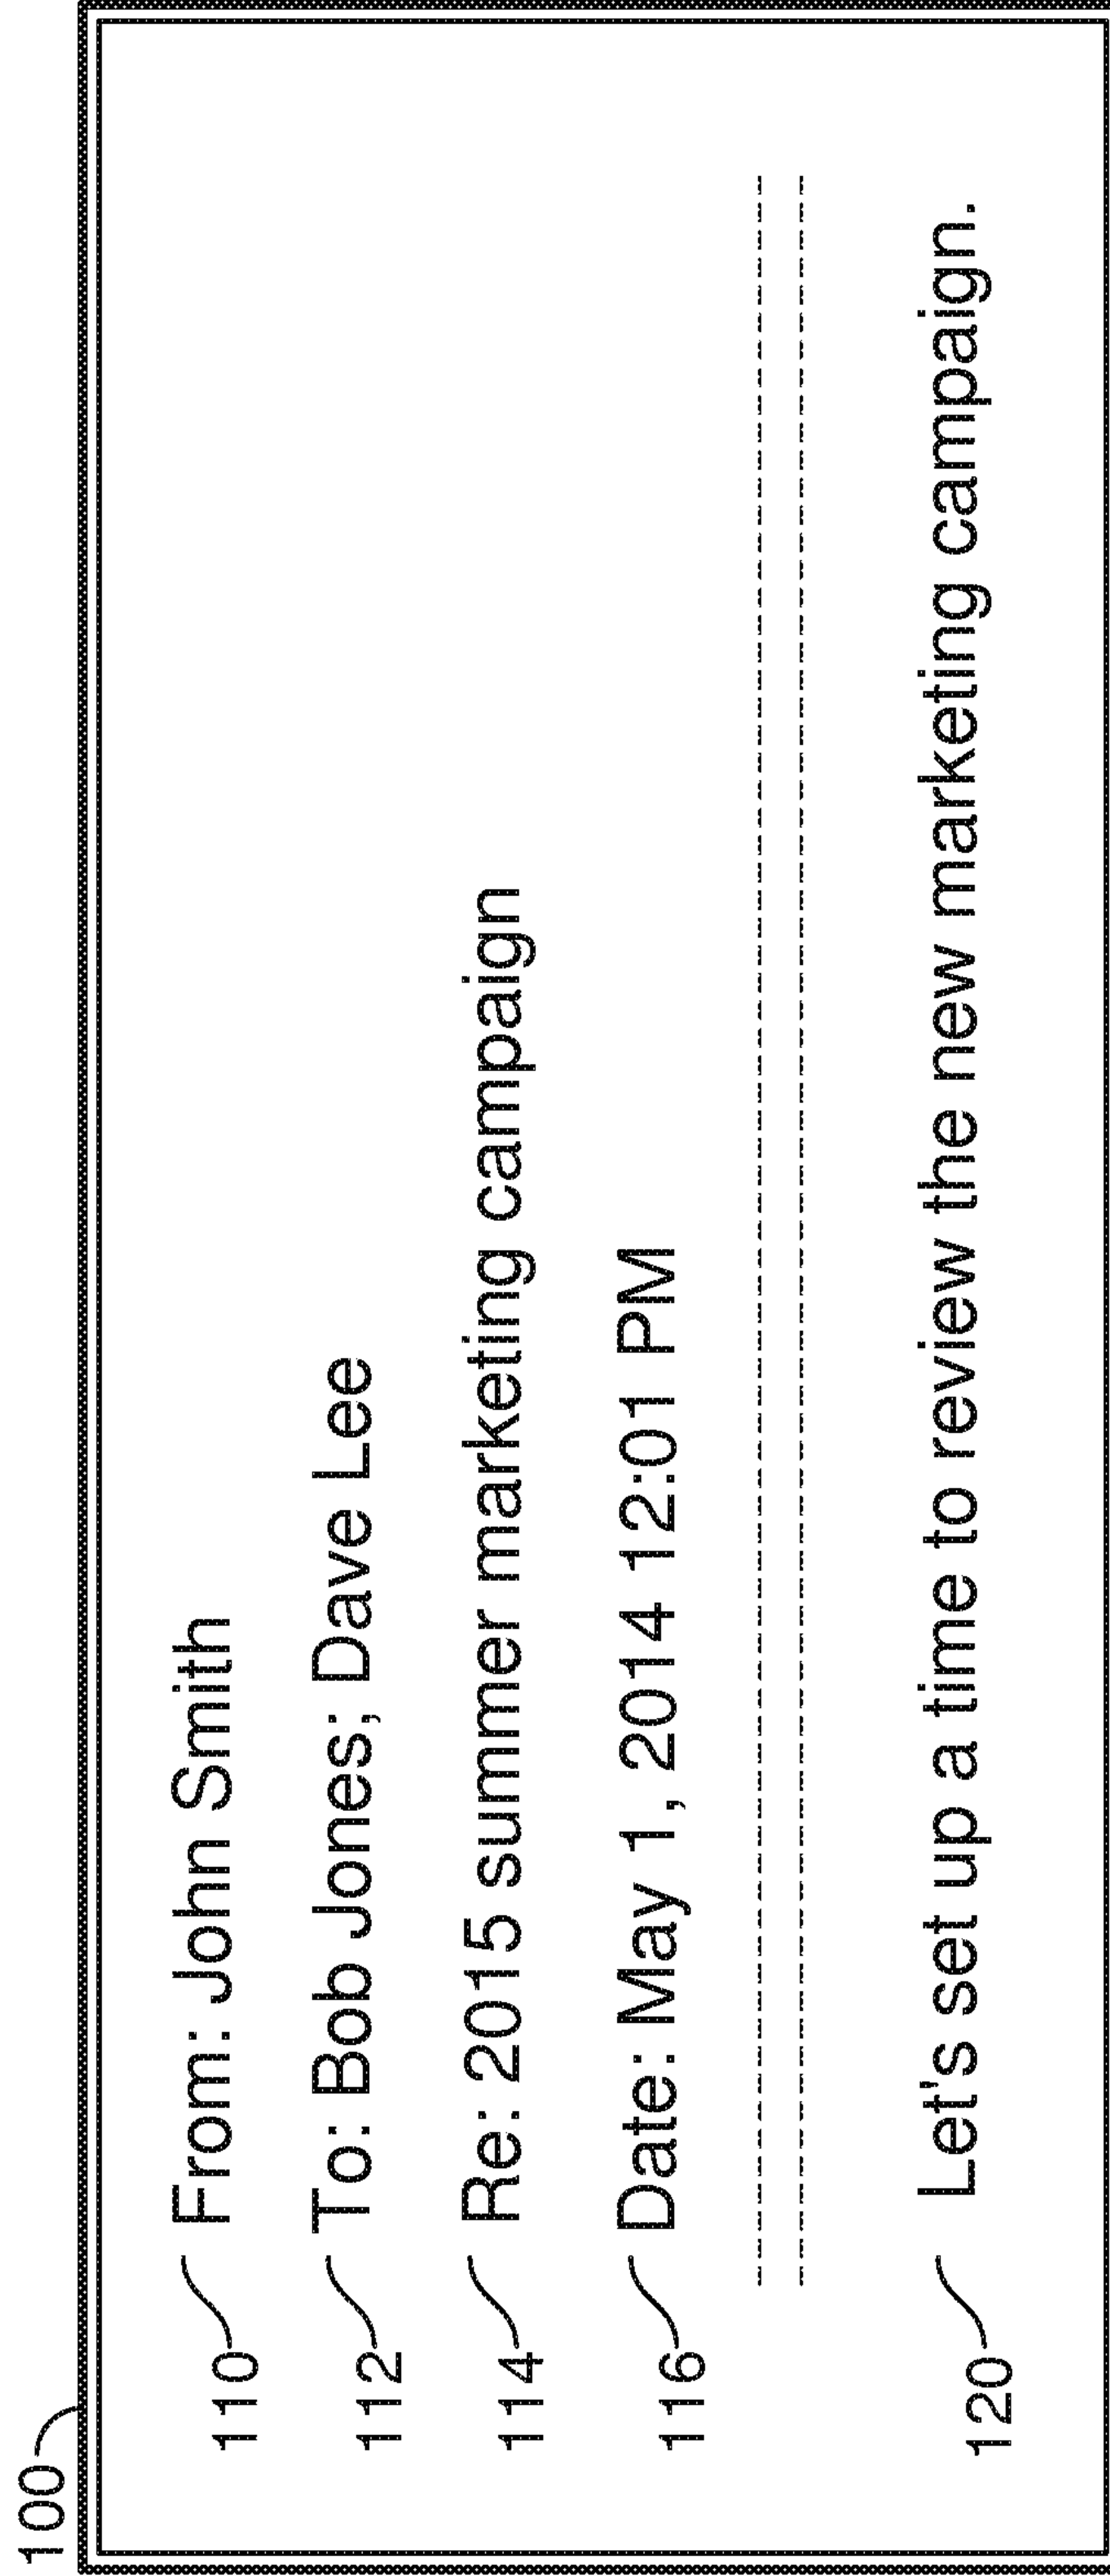 100
110 From: John Smith
112 To: Bob Jones; Dave Lee
114 Re: 2015 summer marketing campaign
116 Date: May 1, 2014 12:01 PM
120 Let's set up a time to review the new marketing campaign.